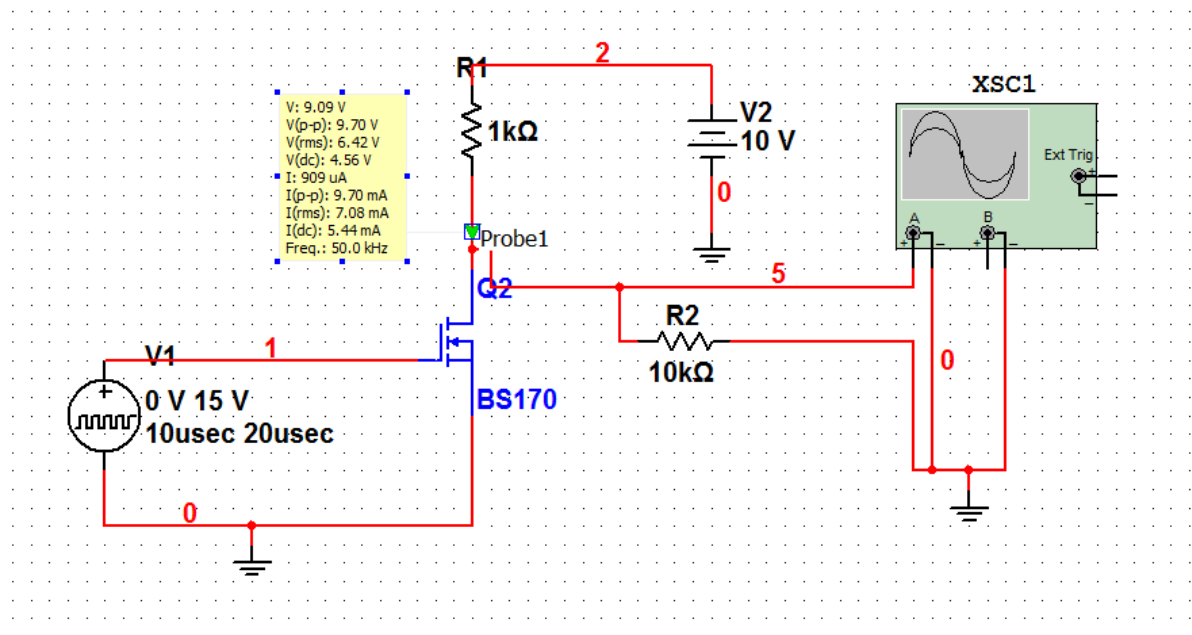 R1
2
XSC1
V: 9.09 V
V(p-p): 9.70 V
V(rms): 6.42 V
V(dc): 4.56 V
I: 909 uA
I(p-p): 9.70 mA
I(rms): 7.08 mA
I(dc): 5.44 mA
Freq.: 50.0 kHz
1kΩ
V2
10 V
Ext Trig
+
−
0
A
B
+
−
+
−
Probe1
5
Q2
R2
10kΩ
0
V1
1
+
0 V 15 V
10usec 20usec
BS170
0